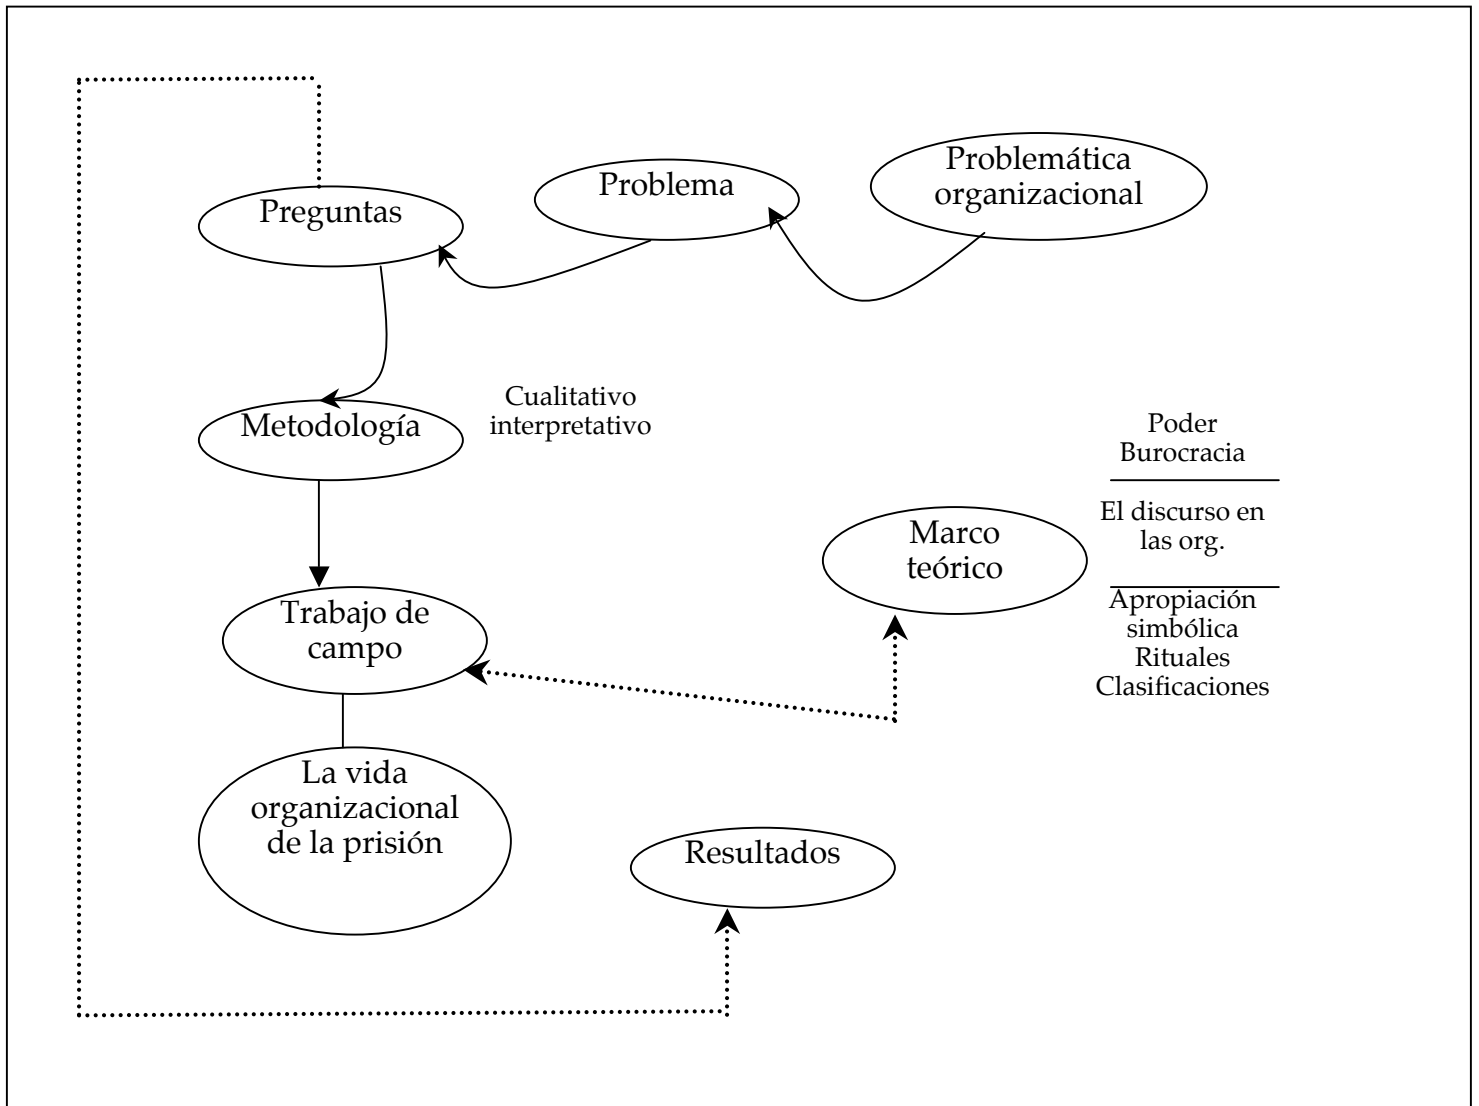 Problemática
organizacional
Problema
Preguntas
Cualitativo
interpretativo
Metodología
Poder
Burocracia
El discurso en
las org.
Marco
teórico
Apropiación
simbólica
Rituales
Clasificaciones
Trabajo de
campo
La vida
organizacional
de la prisión
Resultados